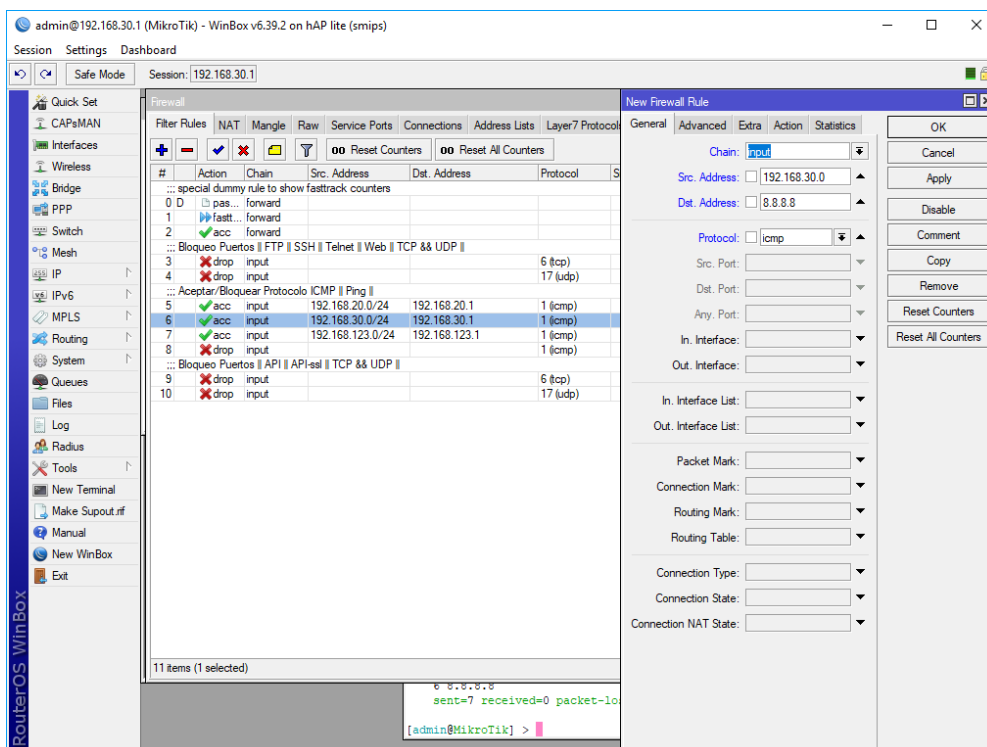 admin@192.168.30.1 (MikroTik) - WinBox v6.39.2 on hAP lite (smips)
Session Settings Dashboard
Safe Mode Session: 192.168.30.1
Quick Set
CAPsMAN
Interfaces
Wireless
Bridge
PPP
Switch
Mesh
IP
IPv6
MPLS
Routing
System
Queues
Files
Log
Radius
Tools
New Terminal
Make Supout.rif
Manual
New WinBox
Exit
RouterOS WinBox
Firewall
Filter Rules NAT Mangle Raw Service Ports Connections Address Lists Layer7 Protocol
00 Reset Counters 00 Reset All Counters
# Action Chain Src. Address Dst. Address Protocol S
::: special dummy rule to show fasttrack counters
0 D pas... forward
1 fastt... forward
2 acc forward
::: Bloqueo Puertos || FTP || SSH || Telnet || Web || TCP && UDP ||
3 drop input 6 (tcp)
4 drop input 17 (udp)
::: Aceptar/Bloquear Protocolo ICMP || Ping ||
5 acc input 192.168.20.0/24 192.168.20.1 1 (icmp)
6 acc input 192.168.30.0/24 192.168.30.1 1 (icmp)
7 acc input 192.168.123.0/24 192.168.123.1 1 (icmp)
8 drop input 1 (icmp)
::: Bloqueo Puertos || API || API-ssl || TCP && UDP ||
9 drop input 6 (tcp)
10 drop input 17 (udp)
11 items (1 selected)
6 8.8.8.8
sent=7 received=0 packet-lo
[admin@MikroTik] >
New Firewall Rule
General Advanced Extra Action Statistics
Chain: input
Src. Address: 192.168.30.0
Dst. Address: 8.8.8.8
Protocol: icmp
Src. Port:
Dst. Port:
Any. Port:
In. Interface:
Out. Interface:
In. Interface List:
Out. Interface List:
Packet Mark:
Connection Mark:
Routing Mark:
Routing Table:
Connection Type:
Connection State:
Connection NAT State:
OK
Cancel
Apply
Disable
Comment
Copy
Remove
Reset Counters
Reset All Counters